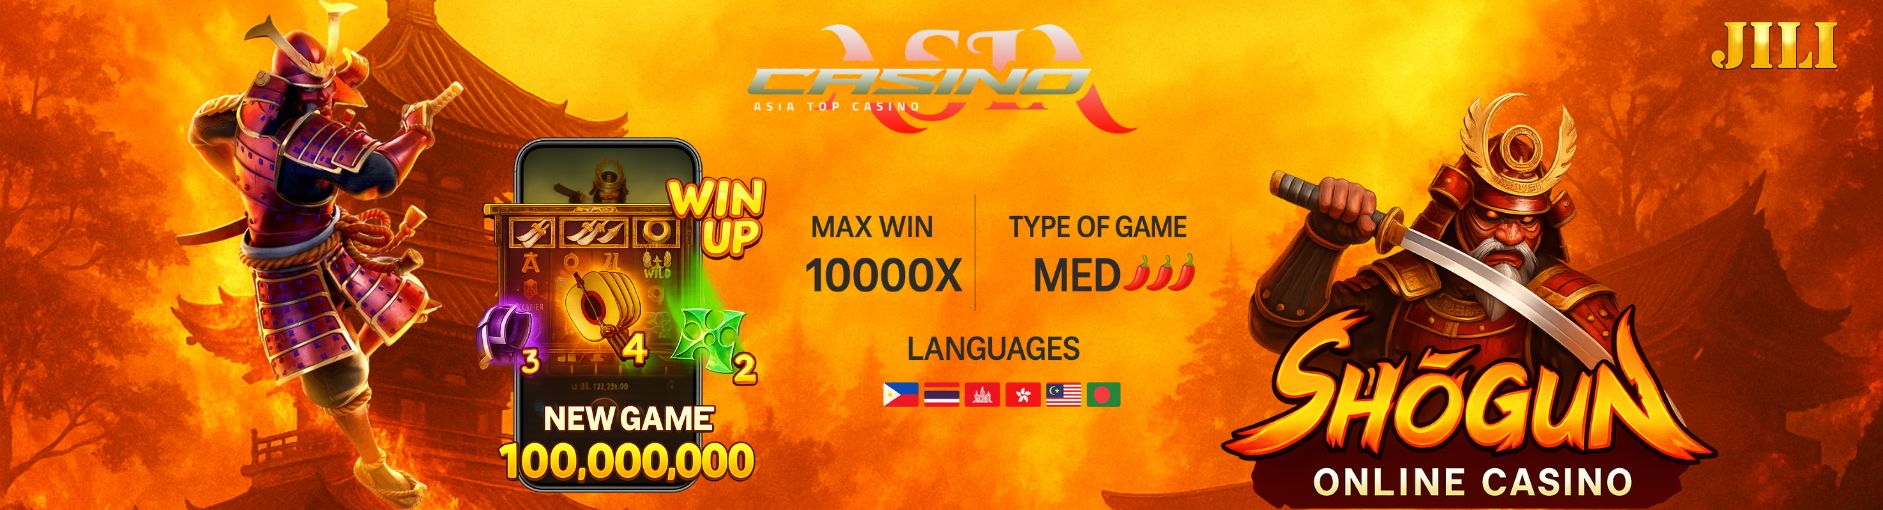 ASIA
CASINO
ASIA TOP CASINO
JILI
WIN
UP
WILD
3
4
2
NEW GAME
100,000,000
MAX WIN
10000X
TYPE OF GAME
MED
LANGUAGES
SHŌGUN
ONLINE CASINO